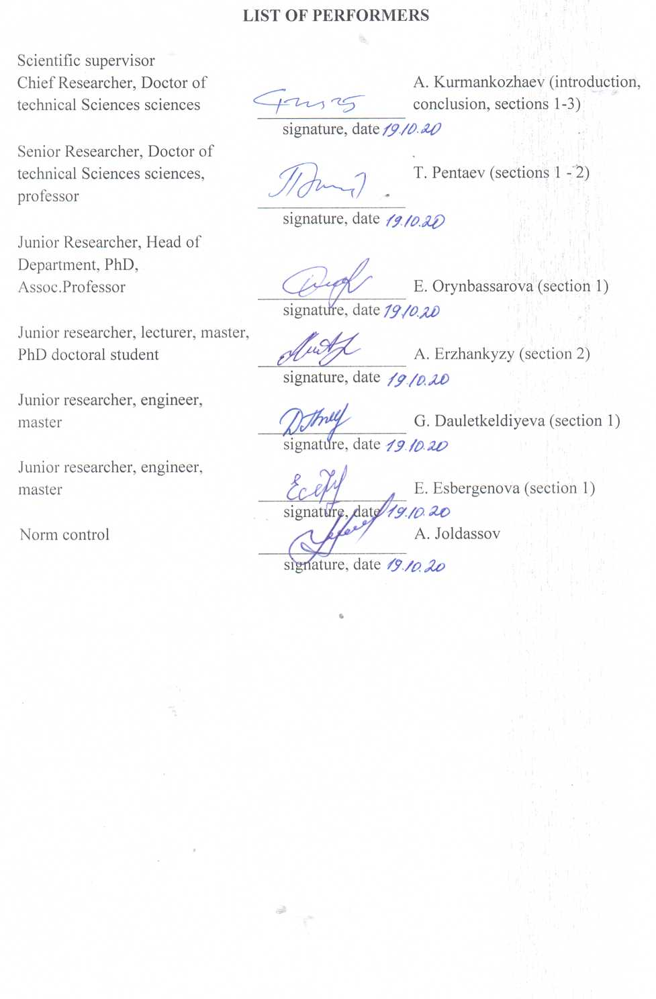 LIST OF PERFORMERS
Scientific supervisor
Chief Researcher, Doctor of
technical Sciences sciences
A. Kurmankozhaev (introduction,
conclusion, sections 1-3)
signature, date 19.10.20
Senior Researcher, Doctor of
technical Sciences sciences,
professor
T. Pentaev (sections 1 - 2)
signature, date 19.10.20
Junior Researcher, Head of
Department, PhD,
Assoc.Professor
E. Orynbassarova (section 1)
signature, date 19.10.20
Junior researcher, lecturer, master,
PhD doctoral student
A. Erzhankyzy (section 2)
signature, date 19.10.20
Junior researcher, engineer,
master
G. Dauletkeldiyeva (section 1)
signature, date 19.10.20
Junior researcher, engineer,
master
E. Esbergenova (section 1)
signature, date 19.10.20
Norm control
A. Joldassov
signature, date 19.10.20